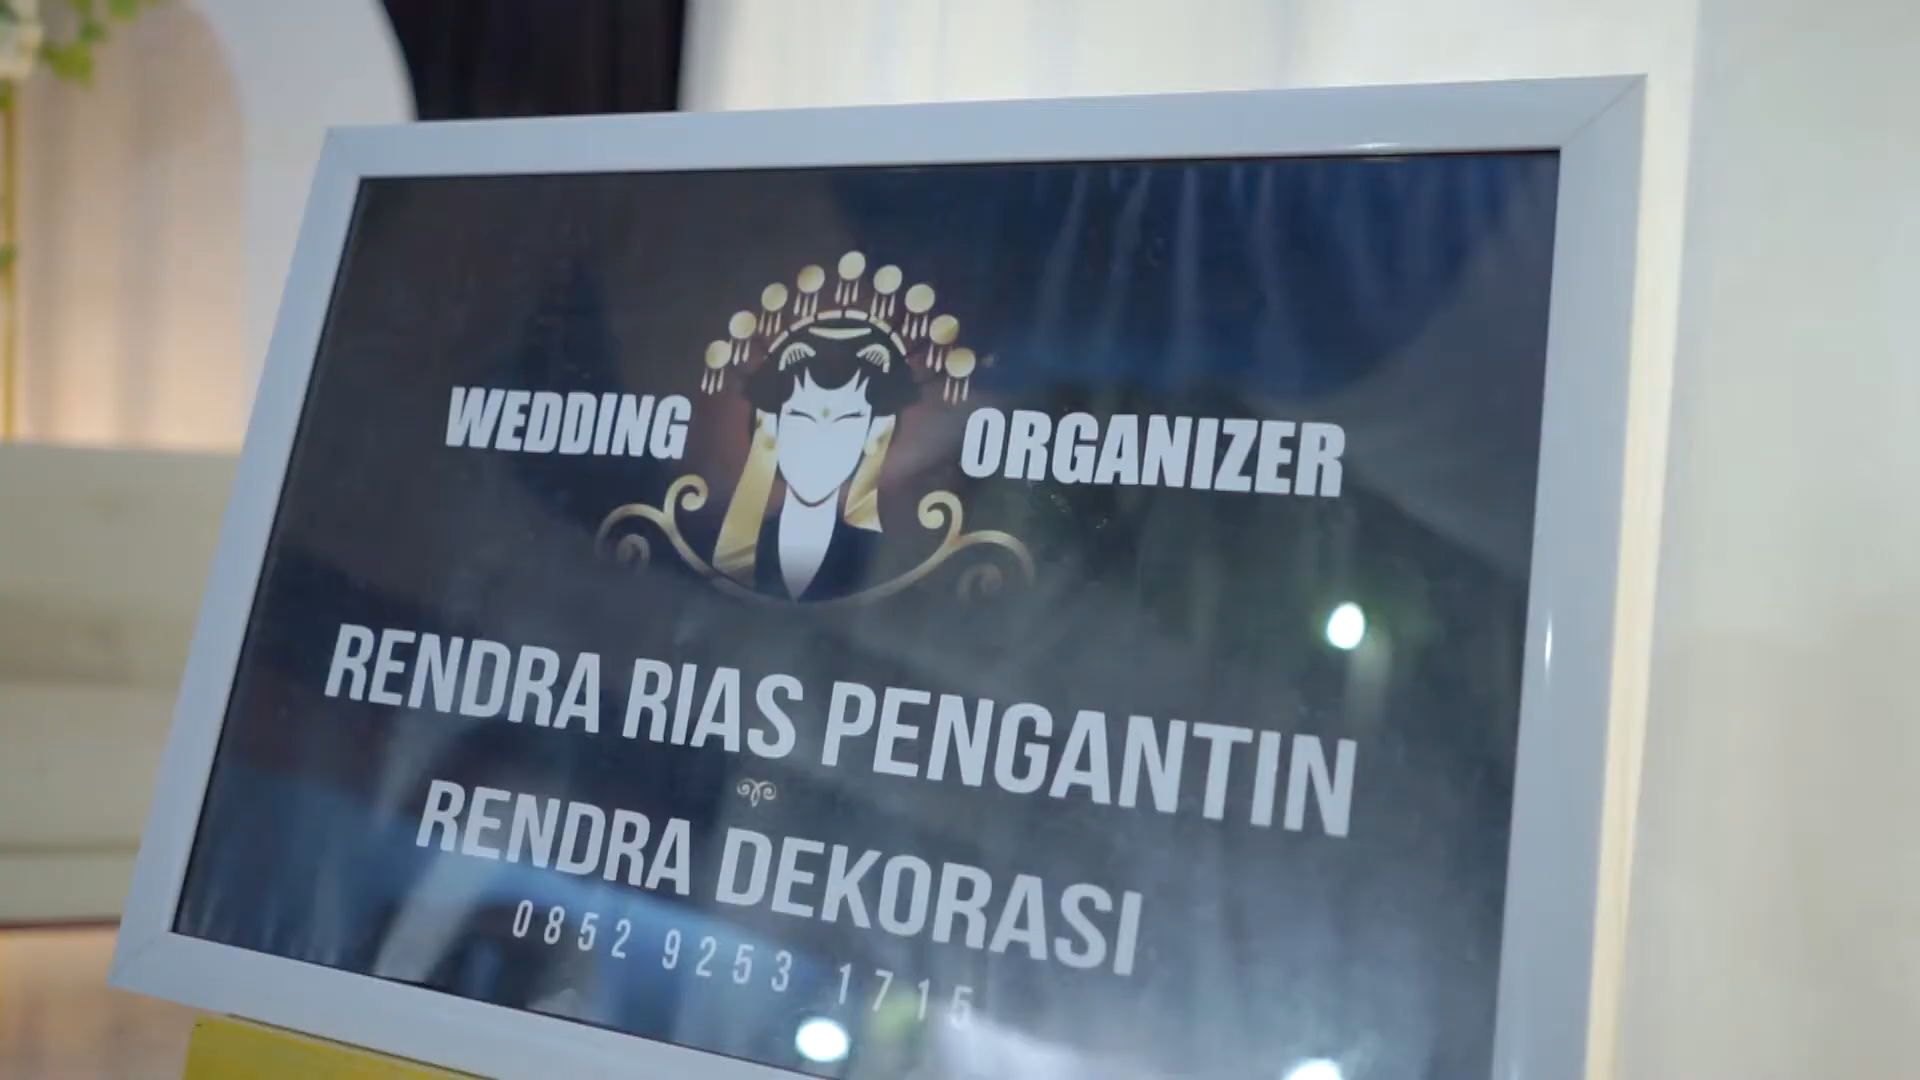 WEDDING ORGANIZER
RENDRA RIAS PENGANTIN
RENDRA DEKORASI
0852 9253 1715